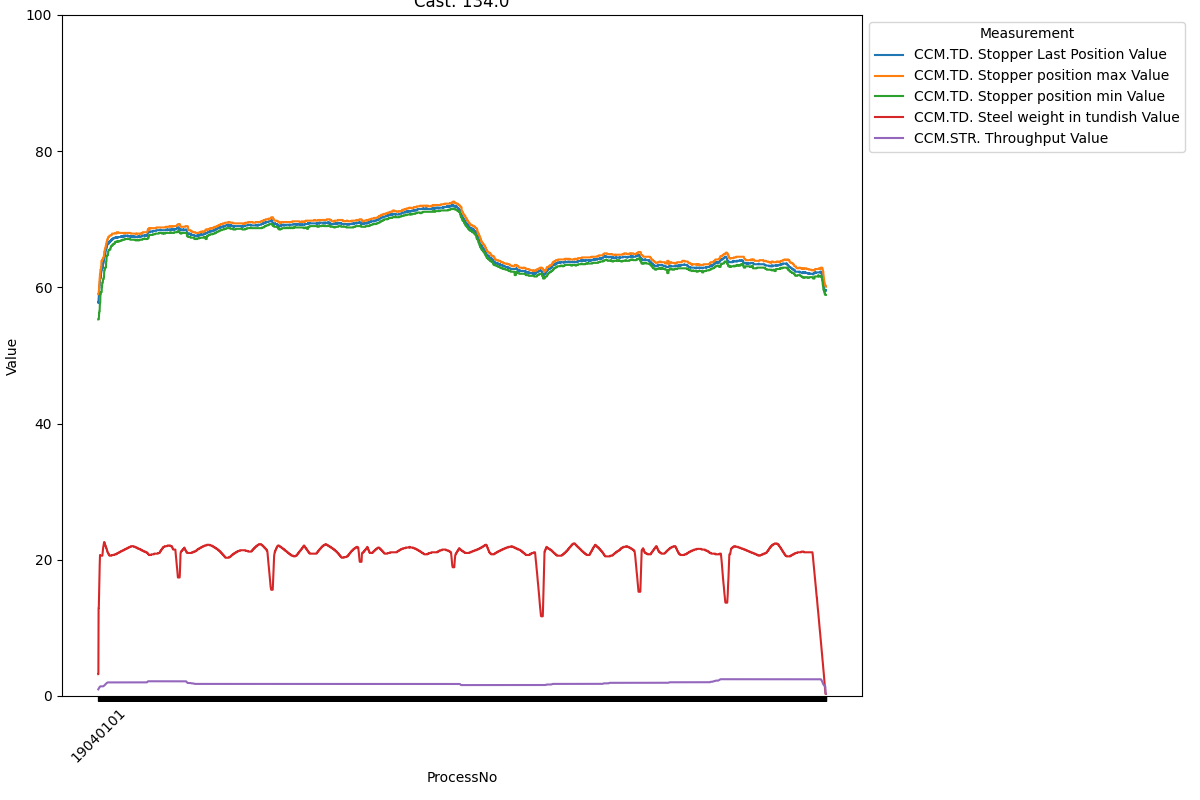 Cast: 134.0
100
80
60
40
20
0
Value
19040101
ProcessNo
Measurement
CCM.TD. Stopper Last Position Value
CCM.TD. Stopper position max Value
CCM.TD. Stopper position min Value
CCM.TD. Steel weight in tundish Value
CCM.STR. Throughput Value